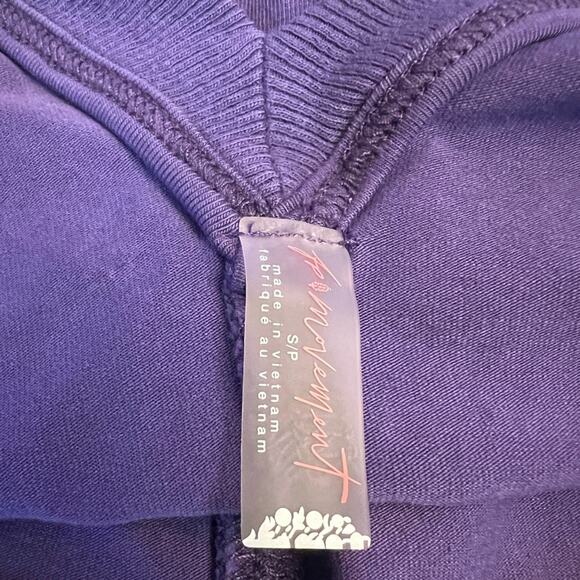 fp movement
S/P
made in vietnam
fabriqué au vietnam